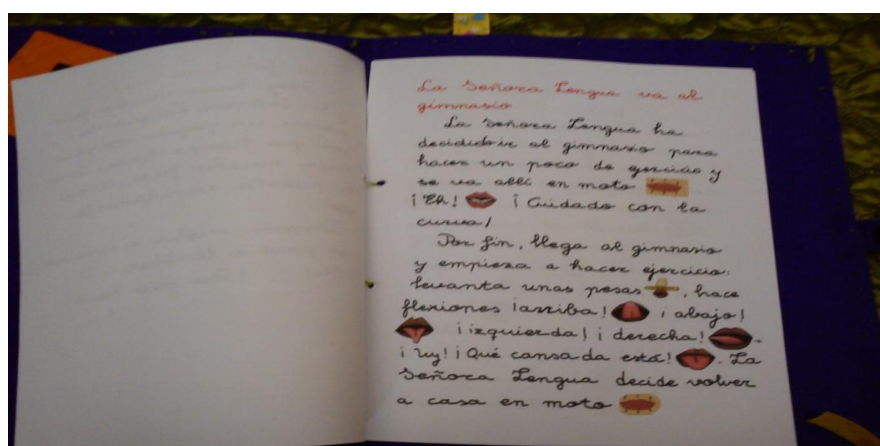 La Señora Lengua va al
gimnasio
La Señora Lengua ha
decidido ir al gimnasio para
hacer un poco de ejercicio y
se va allí en moto
¡Eh! ¡Cuidado con la
curva!
Por fin, llega al gimnasio
y empieza a hacer ejercicio:
levanta unas pesas, hace
flexiones ¡arriba! ¡abajo!
¡izquierda! ¡derecha!.
¡Uy! ¡Qué cansada está!. La
Señora Lengua decide volver
a casa en moto